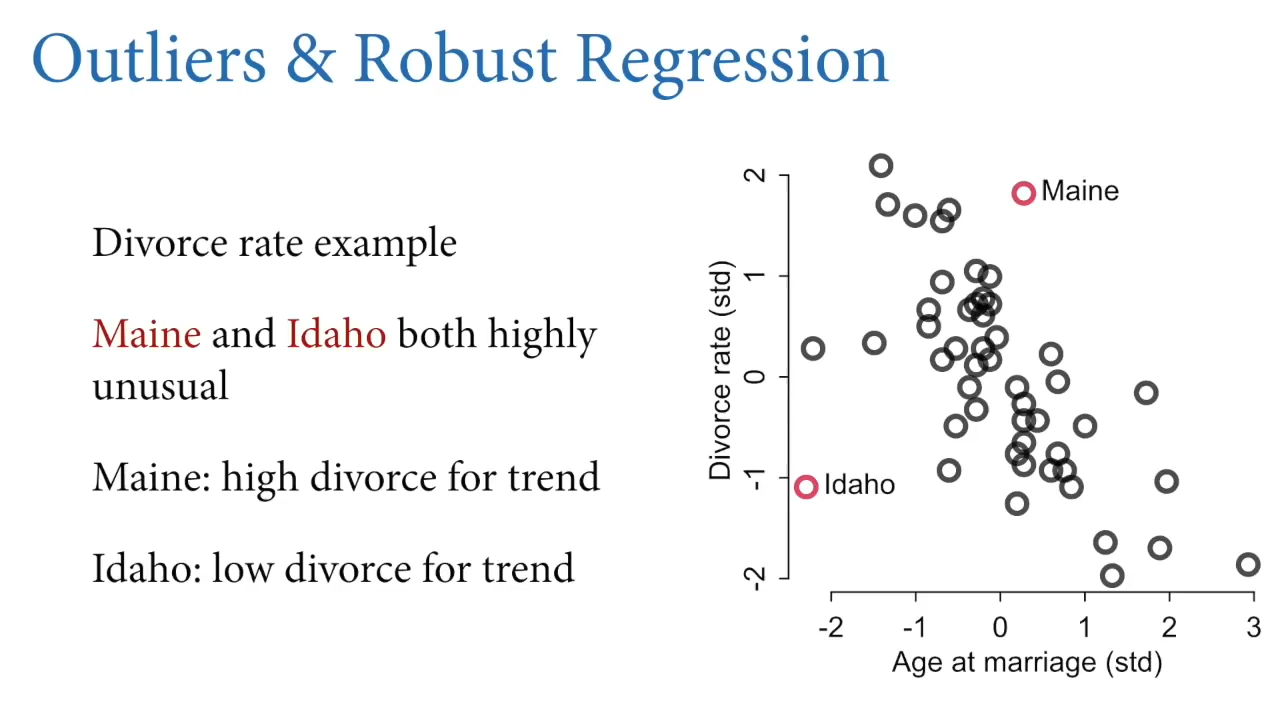 Outliers & Robust Regression
Divorce rate example
Maine and Idaho both highly
unusual
Maine: high divorce for trend
Idaho: low divorce for trend
Divorce rate (std)
2
1
0
-1
-2
Maine
Idaho
-2 -1 0 1 2 3
Age at marriage (std)